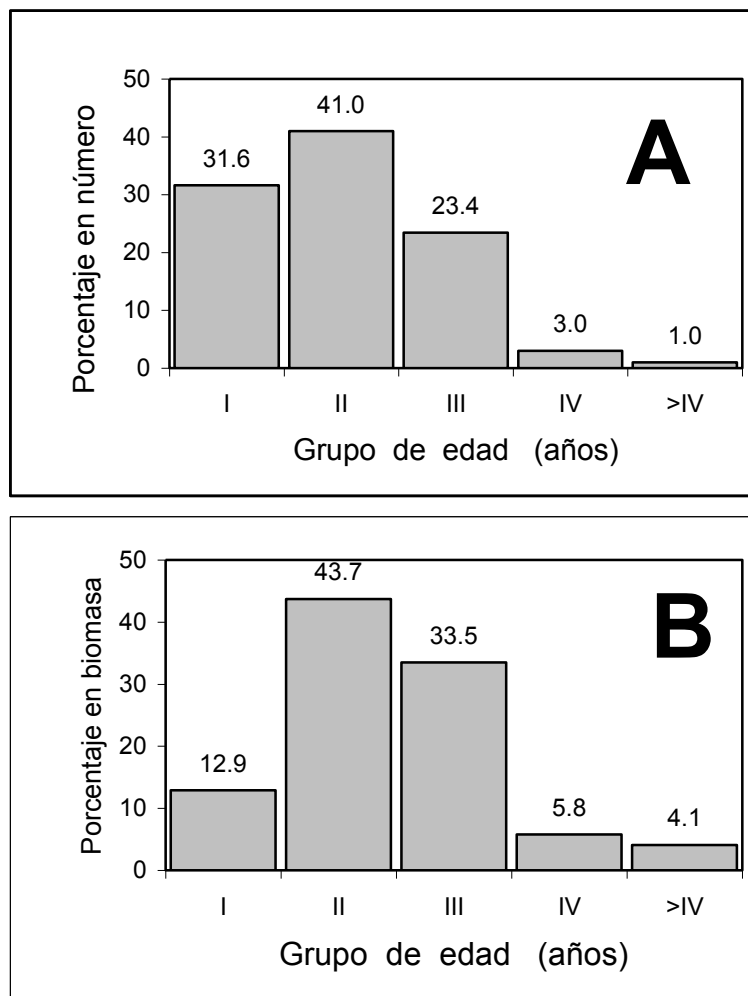 50
40
30
20
10
0
Porcentaje en número
31.6
41.0
23.4
3.0
1.0
A
I II III IV >IV
Grupo de edad (años)
50
40
30
20
10
0
Porcentaje en biomasa
12.9
43.7
33.5
5.8
4.1
B
I II III IV >IV
Grupo de edad (años)